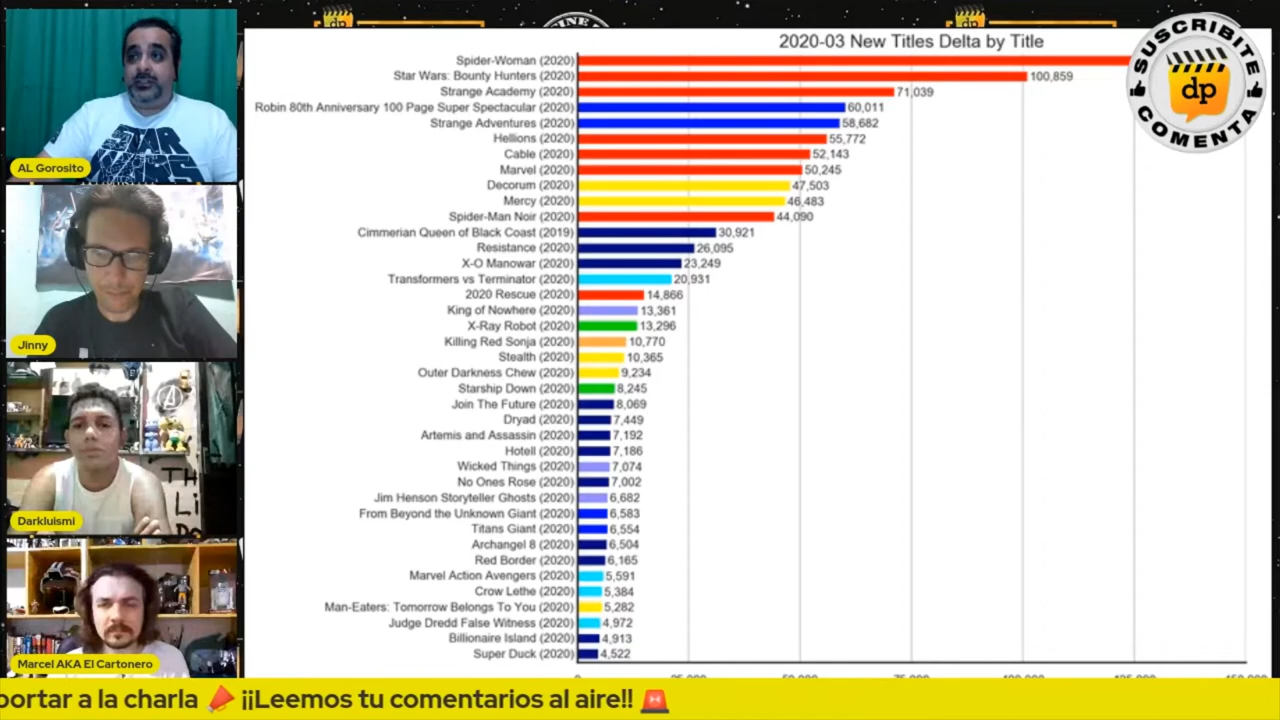 2020-03 New Titles Delta by Title
Spider-Woman (2020)
Star Wars: Bounty Hunters (2020) 100,859
Strange Academy (2020) 71,039
Robin 80th Anniversary 100 Page Super Spectacular (2020) 60,011
Strange Adventures (2020) 58,682
Hellions (2020) 55,772
Cable (2020) 52,143
Marvel (2020) 50,245
Decorum (2020) 47,503
Mercy (2020) 46,483
Spider-Man Noir (2020) 44,090
Cimmerian Queen of Black Coast (2019) 30,921
Resistance (2020) 26,095
X-O Manowar (2020) 23,249
Transformers vs Terminator (2020) 20,931
2020 Rescue (2020) 14,866
King of Nowhere (2020) 13,361
X-Ray Robot (2020) 13,296
Killing Red Sonja (2020) 10,770
Stealth (2020) 10,365
Outer Darkness Chew (2020) 9,234
Starship Down (2020) 8,245
Join The Future (2020) 8,069
Dryad (2020) 7,449
Artemis and Assassin (2020) 7,192
Hotell (2020) 7,186
Wicked Things (2020) 7,074
No Ones Rose (2020) 7,002
Jim Henson Storyteller Ghosts (2020) 6,682
From Beyond the Unknown Giant (2020) 6,583
Titans Giant (2020) 6,554
Archangel 8 (2020) 6,504
Red Border (2020) 6,165
Marvel Action Avengers (2020) 5,591
Crow Lethe (2020) 5,384
Man-Eaters: Tomorrow Belongs To You (2020) 5,282
Judge Dredd False Witness (2020) 4,972
Billionaire Island (2020) 4,913
Super Duck (2020) 4,522
SUSCRIBITE
dp
COMENTA
dp
dp
STAR
WARS
AL Gorosito
Jinny
Darkluismi
Marcel AKA El Cartonero
portar a la charla 📣 ¡¡Leemos tu comentarios al aire!! 🚨